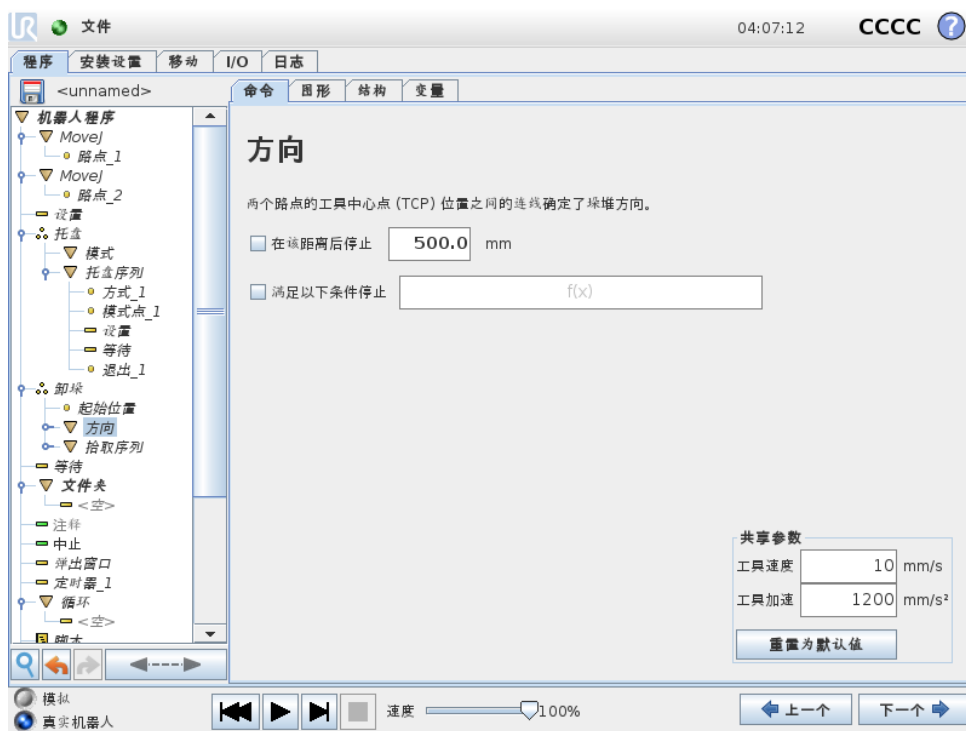 UR 文件 04:07:12 CCCC ?
程序 安装设置 移动 I/O 日志
<unnamed>
命令 图形 结构 变量
机器人程序
MoveJ
路点_1
MoveJ
路点_2
设置
托盘
模式
托盘序列
方式_1
模式点_1
设置
等待
退出_1
卸垛
起始位置
方向
拾取序列
等待
文件夹
<空>
注释
中止
弹出窗口
定时器_1
循环
<空>
脚本
方向
两个路点的工具中心点 (TCP) 位置之间的连线确定了垛堆方向。
在该距离后停止 500.0 mm
满足以下条件停止 f(x)
共享参数
工具速度 10 mm/s
工具加速 1200 mm/s²
重置为默认值
模拟
真实机器人
速度 100%
上一个 下一个